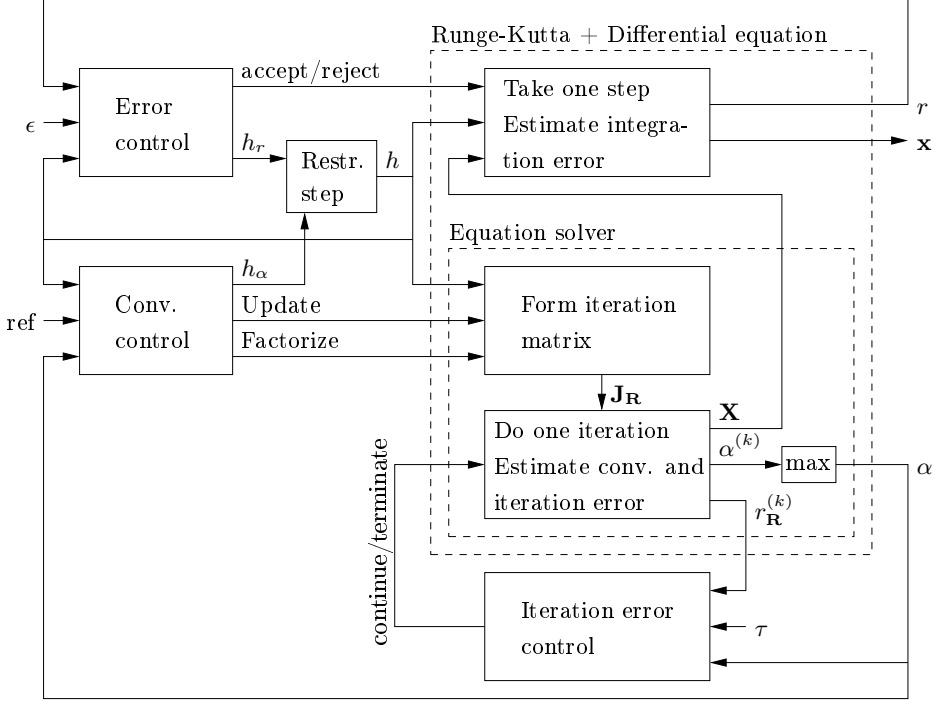 Runge-Kutta + Differential equation
accept/reject
Error
control
ϵ
h_r
Restr.
step
h
Take one step
Estimate integra-
tion error
r
x
Equation solver
h_α
Conv.
control
ref
Update
Factorize
Form iteration
matrix
J_R
X
Do one iteration
Estimate conv. and
iteration error
α^(k)
max
α
r_R^(k)
continue/terminate
Iteration error
control
τ